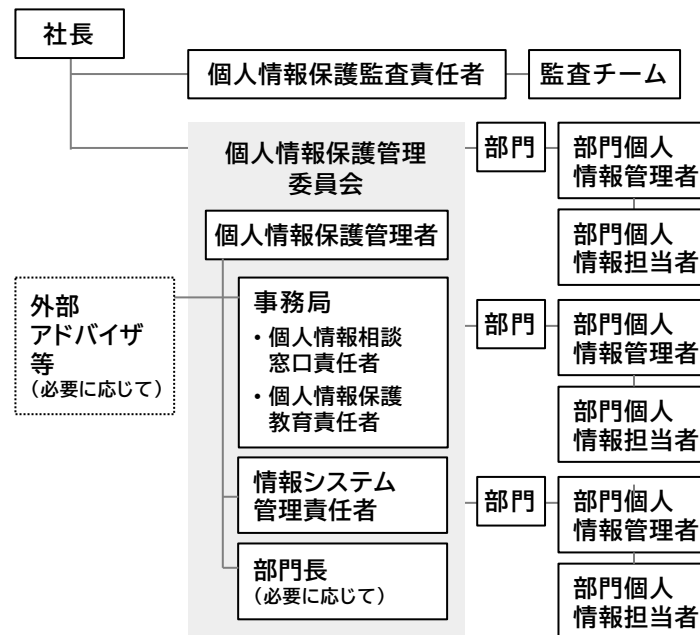 社長
個人情報保護監査責任者
監査チーム
個人情報保護管理
委員会
個人情報保護管理者
外部
アドバイザ
等
（必要に応じて）
事務局
・個人情報相談
窓口責任者
・個人情報保護
教育責任者
情報システム
管理責任者
部門長
（必要に応じて）
部門
部門個人
情報管理者
部門個人
情報担当者
部門
部門個人
情報管理者
部門個人
情報担当者
部門
部門個人
情報管理者
部門個人
情報担当者